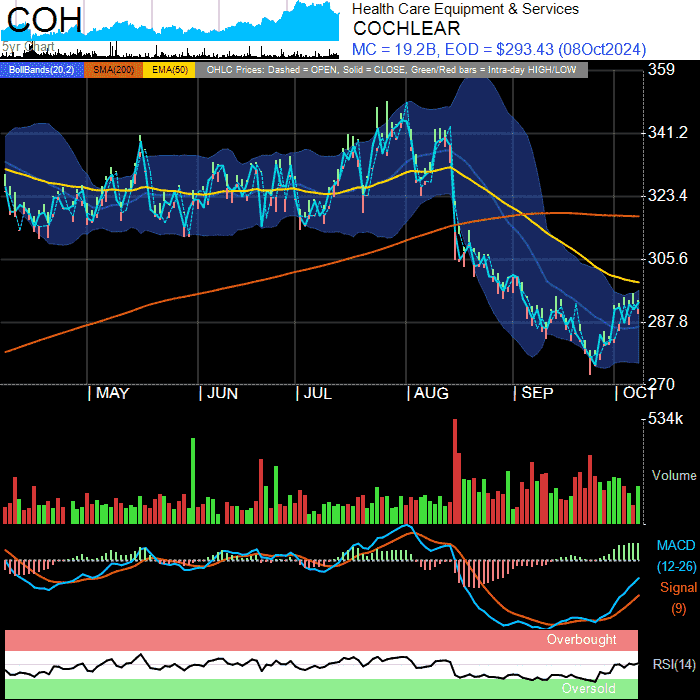 COH
5yr Chart
Health Care Equipment & Services
COCHLEAR
MC = 19.2B, EOD = $293.43 (08Oct2024)
BollBands(20,2) SMA(200) EMA(50) OHLC Prices: Dashed = OPEN, Solid = CLOSE, Green/Red bars = Intra-day HIGH/LOW
359
341.2
323.4
305.6
287.8
270
| MAY | JUN | JUL | AUG | SEP | OCT
534k
Volume
MACD
(12-26)
Signal
(9)
Overbought
RSI(14)
Oversold